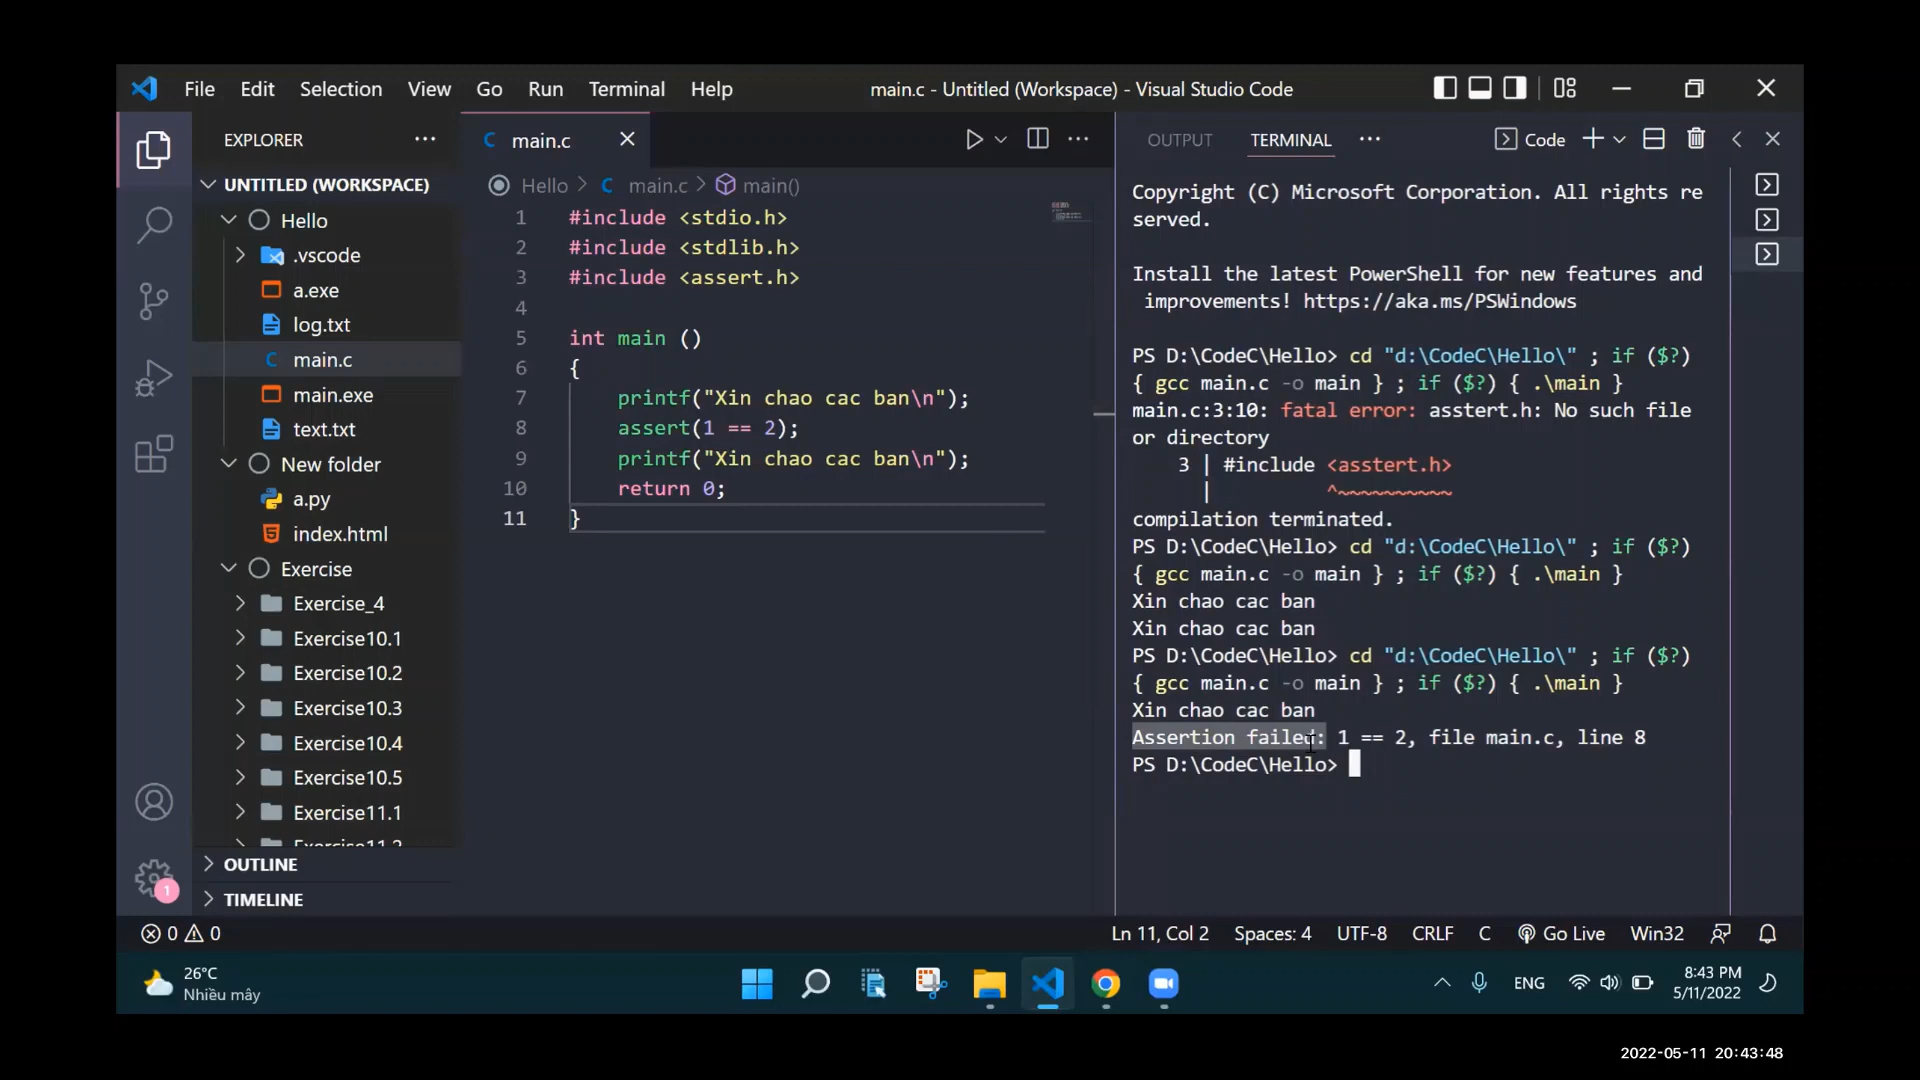 File Edit Selection View Go Run Terminal Help main.c - Untitled (Workspace) - Visual Studio Code
EXPLORER
UNTITLED (WORKSPACE)
Hello
.vscode
a.exe
log.txt
main.c
main.exe
text.txt
New folder
a.py
index.html
Exercise
Exercise_4
Exercise10.1
Exercise10.2
Exercise10.3
Exercise10.4
Exercise10.5
Exercise11.1
OUTLINE
TIMELINE
main.c
Hello > C main.c > main()
1 #include <stdio.h>
2 #include <stdlib.h>
3 #include <assert.h>
4
5 int main ()
6 {
7 printf("Xin chao cac ban\n");
8 assert(1 == 2);
9 printf("Xin chao cac ban\n");
10 return 0;
11 }
OUTPUT TERMINAL ··· Code
Copyright (C) Microsoft Corporation. All rights re
served.
Install the latest PowerShell for new features and
improvements! https://aka.ms/PSWindows
PS D:\CodeC\Hello> cd "d:\CodeC\Hello\" ; if ($?)
{ gcc main.c -o main } ; if ($?) { .\main }
main.c:3:10: fatal error: asstert.h: No such file
or directory
3 | #include <asstert.h>
| ^~~~~~~~~~~
compilation terminated.
PS D:\CodeC\Hello> cd "d:\CodeC\Hello\" ; if ($?)
{ gcc main.c -o main } ; if ($?) { .\main }
Xin chao cac ban
Xin chao cac ban
PS D:\CodeC\Hello> cd "d:\CodeC\Hello\" ; if ($?)
{ gcc main.c -o main } ; if ($?) { .\main }
Xin chao cac ban
Assertion failed: 1 == 2, file main.c, line 8
PS D:\CodeC\Hello>
1
0 0 Ln 11, Col 2 Spaces: 4 UTF-8 CRLF C Go Live Win32
26°C
Nhiều mây
ENG
8:43 PM
5/11/2022
2022-05-11 20:43:48